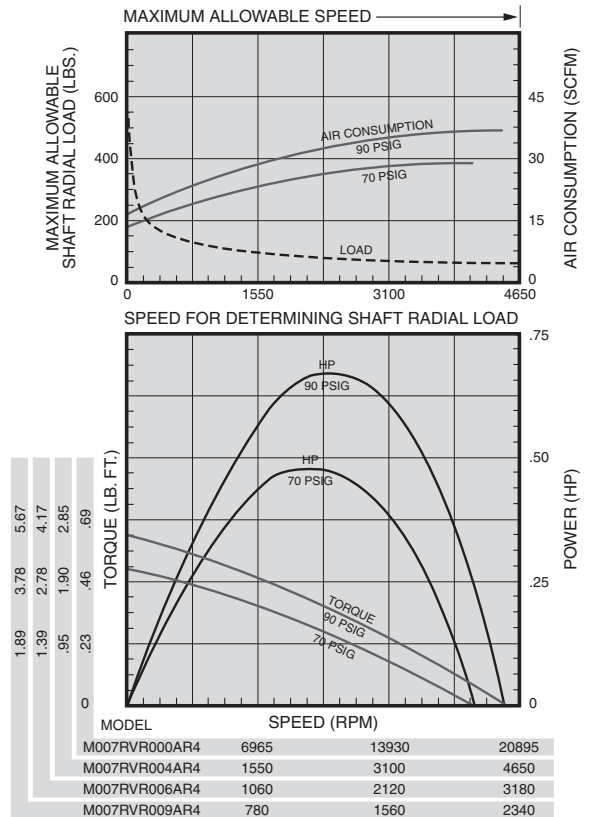 MAXIMUM ALLOWABLE SPEED
MAXIMUM ALLOWABLE
SHAFT RADIAL LOAD (LBS.)
AIR CONSUMPTION (SCFM)
600
400
200
0
45
30
15
0
AIR CONSUMPTION
90 PSIG
70 PSIG
LOAD
0 1550 3100 4650
SPEED FOR DETERMINING SHAFT RADIAL LOAD
.75
.50
.25
0
POWER (HP)
HP
90 PSIG
HP
70 PSIG
TORQUE
90 PSIG
70 PSIG
TORQUE (LB. FT.)
5.67 4.17 2.85 .69
3.78 2.78 1.90 .46
1.89 1.39 .95 .23
0
MODEL SPEED (RPM)
M007RVR000AR4 6965 13930 20895
M007RVR004AR4 1550 3100 4650
M007RVR006AR4 1060 2120 3180
M007RVR009AR4 780 1560 2340